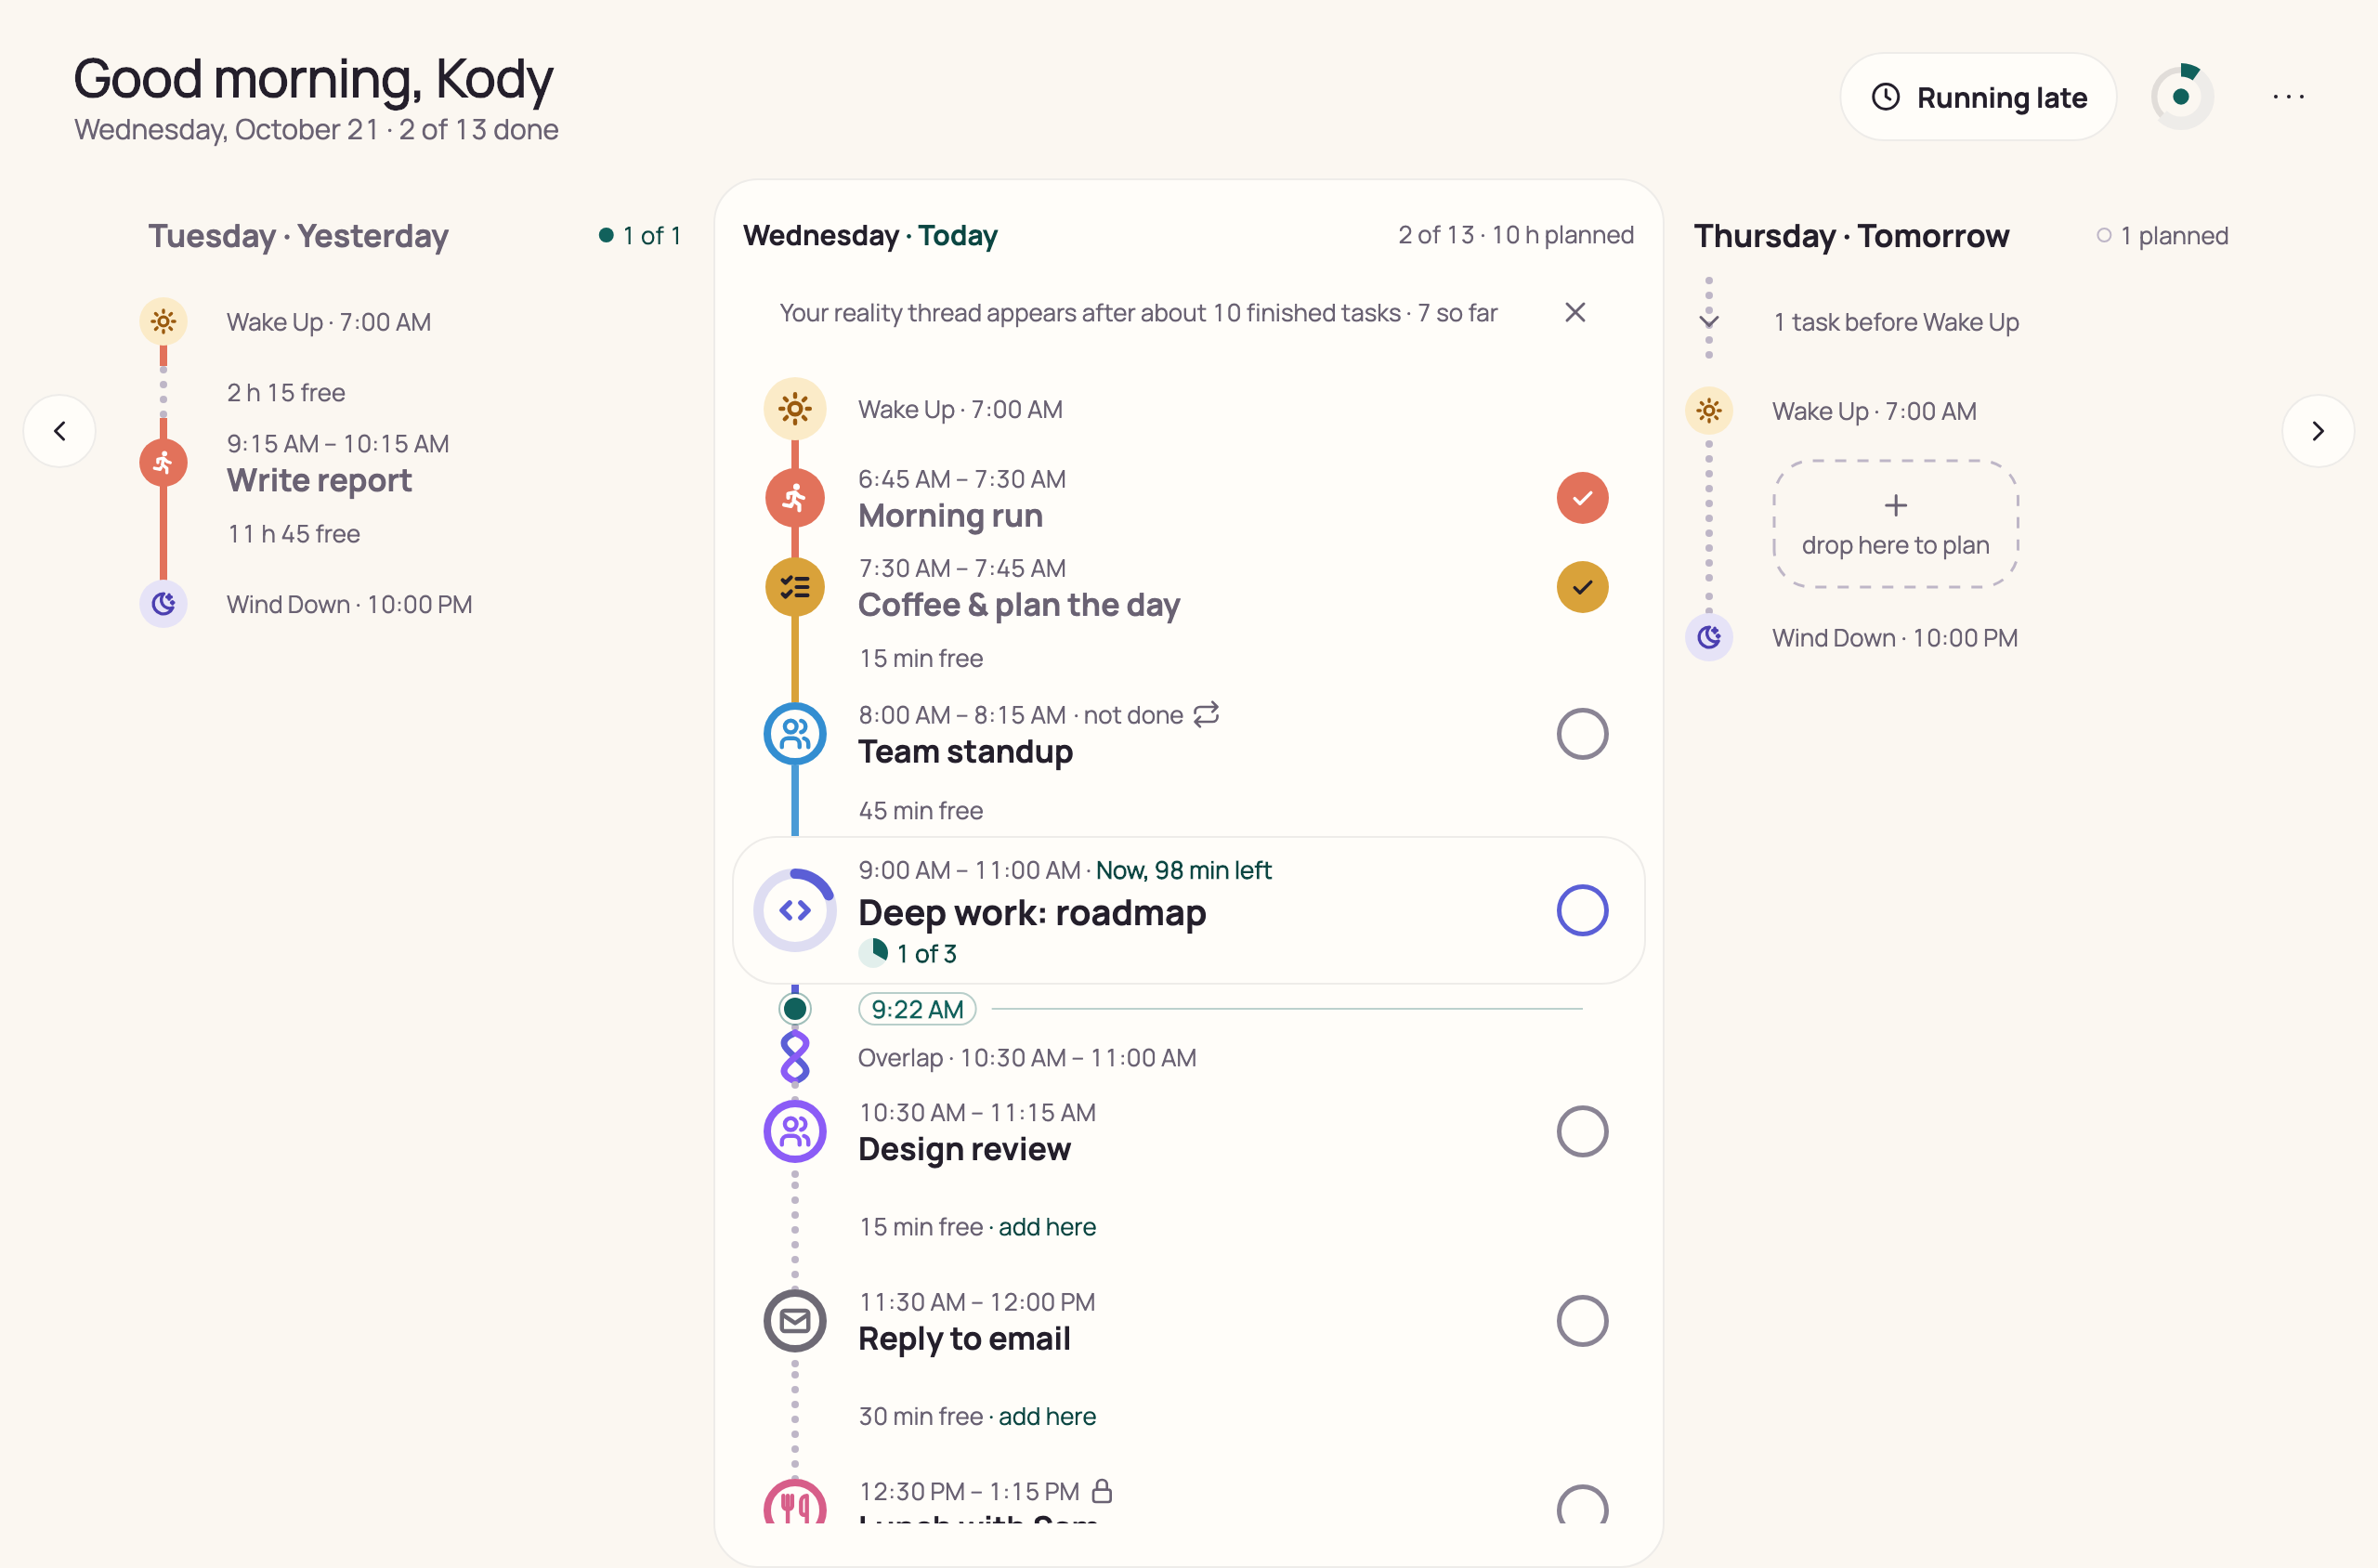 Good morning, Kody
Wednesday, October 21 · 2 of 13 done
Running late
Tuesday · Yesterday
1 of 1
Wake Up · 7:00 AM
2 h 15 free
9:15 AM – 10:15 AM
Write report
11 h 45 free
Wind Down · 10:00 PM
Wednesday · Today
2 of 13 · 10 h planned
Your reality thread appears after about 10 finished tasks · 7 so far
Wake Up · 7:00 AM
6:45 AM – 7:30 AM
Morning run
7:30 AM – 7:45 AM
Coffee & plan the day
15 min free
8:00 AM – 8:15 AM · not done
Team standup
45 min free
9:00 AM – 11:00 AM · Now, 98 min left
Deep work: roadmap
1 of 3
9:22 AM
Overlap · 10:30 AM – 11:00 AM
10:30 AM – 11:15 AM
Design review
15 min free · add here
11:30 AM – 12:00 PM
Reply to email
30 min free · add here
12:30 PM – 1:15 PM
Lunch with Sam
Thursday · Tomorrow
1 planned
1 task before Wake Up
Wake Up · 7:00 AM
drop here to plan
Wind Down · 10:00 PM